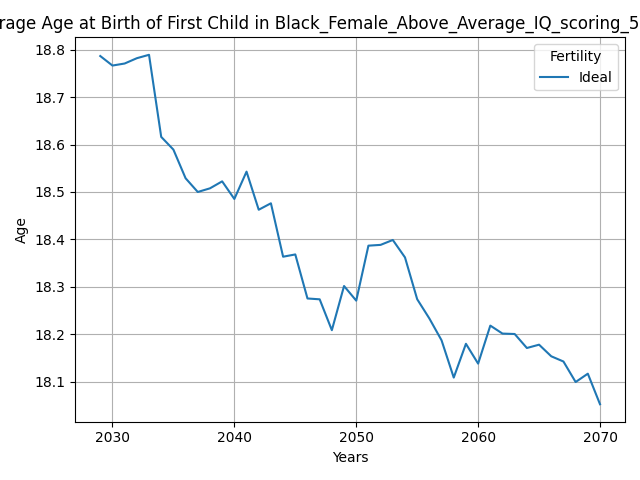 rage Age at Birth of First Child in Black_Female_Above_Average_IQ_scoring_5
Fertility
Ideal
18.8
18.7
18.6
18.5
18.4
18.3
18.2
18.1
Age
2030 2040 2050 2060 2070
Years